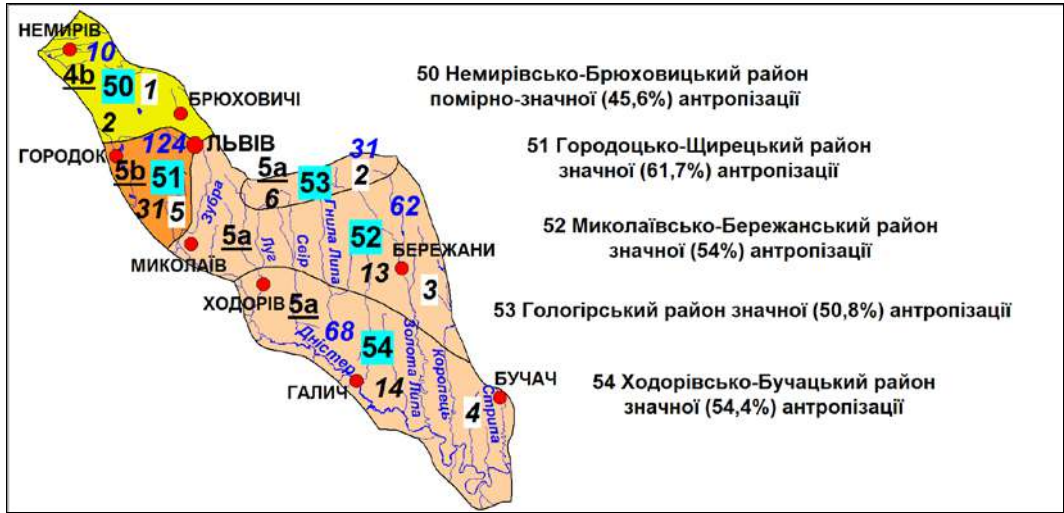 НЕМИРІВ
10
4b
50
1
БРЮХОВИЧІ
2
124
ЛЬВІВ
ГОРОДОК
5b
51
31
5
Зубра
МИКОЛАЇВ
5a
6
53
31
2
62
5a
Луг
Свір
Гнила Липа
52
БЕРЕЖАНИ
13
3
ХОДОРІВ
5a
68
54
Дністер
ГАЛИЧ
14
Золота Липа
Коропець
4
Стрипа
БУЧАЧ
50 Немирівсько-Брюховицький район
помірно-значної (45,6%) антропізації
51 Городоцько-Щирецький район
значної (61,7%) антропізації
52 Миколаївсько-Бережанський район
значної (54%) антропізації
53 Гологірський район значної (50,8%) антропізації
54 Ходорівсько-Бучацький район
значної (54,4%) антропізації